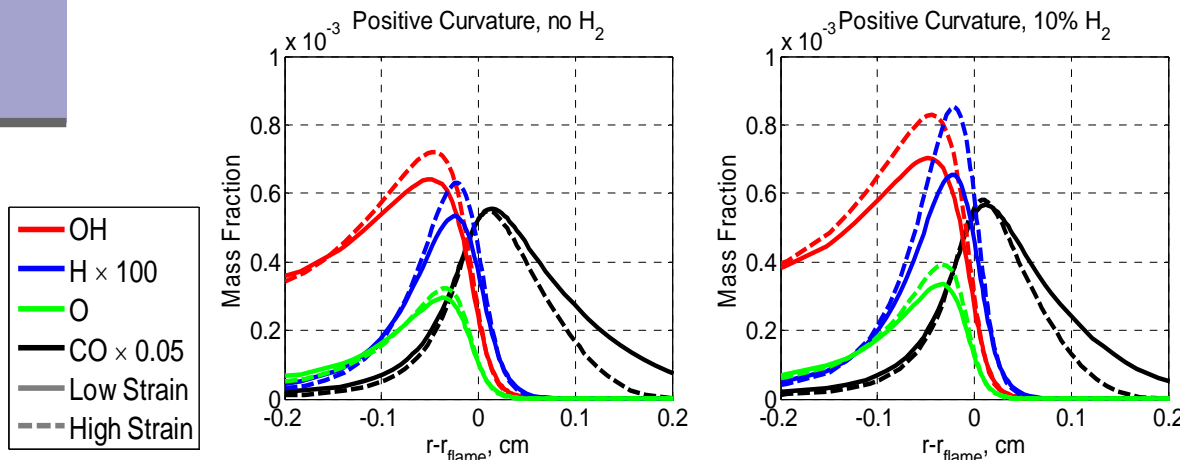 Positive Curvature, no H2
x 10-3
Mass Fraction
1
0.8
0.6
0.4
0.2
0
-0.2 -0.1 0 0.1 0.2
r-rflame, cm
Positive Curvature, 10% H2
x 10-3
Mass Fraction
1
0.8
0.6
0.4
0.2
0
-0.2 -0.1 0 0.1 0.2
r-rflame, cm
OH
H × 100
O
CO × 0.05
Low Strain
High Strain